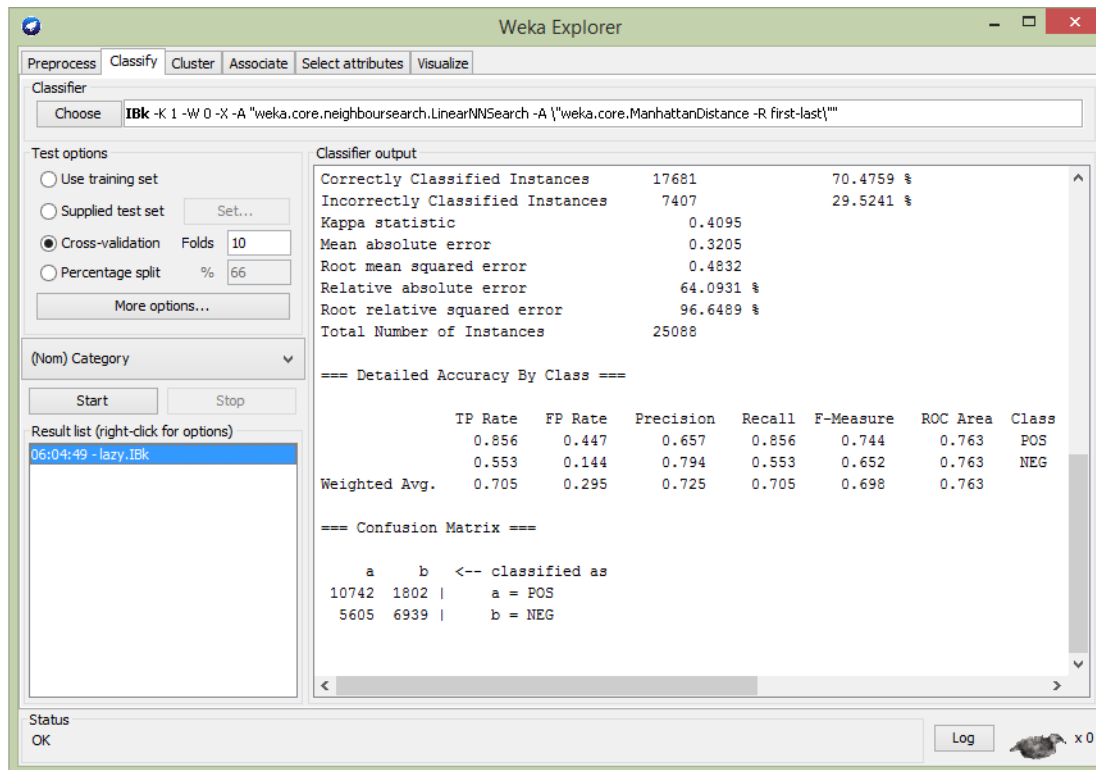 Weka Explorer
Preprocess Classify Cluster Associate Select attributes Visualize
Classifier
Choose IBk -K 1 -W 0 -X -A "weka.core.neighboursearch.LinearNNSearch -A \"weka.core.ManhattanDistance -R first-last\""
Test options
Use training set
Supplied test set Set...
Cross-validation Folds 10
Percentage split % 66
More options...
(Nom) Category
Start Stop
Result list (right-click for options)
06:04:49 - lazy.IBk
Classifier output
Correctly Classified Instances 17681 70.4759 %
Incorrectly Classified Instances 7407 29.5241 %
Kappa statistic 0.4095
Mean absolute error 0.3205
Root mean squared error 0.4832
Relative absolute error 64.0931 %
Root relative squared error 96.6489 %
Total Number of Instances 25088
=== Detailed Accuracy By Class ===
TP Rate FP Rate Precision Recall F-Measure ROC Area Class
0.856 0.447 0.657 0.856 0.744 0.763 POS
0.553 0.144 0.794 0.553 0.652 0.763 NEG
Weighted Avg. 0.705 0.295 0.725 0.705 0.698 0.763
=== Confusion Matrix ===
a b <-- classified as
10742 1802 | a = POS
5605 6939 | b = NEG
Status
OK
Log x 0